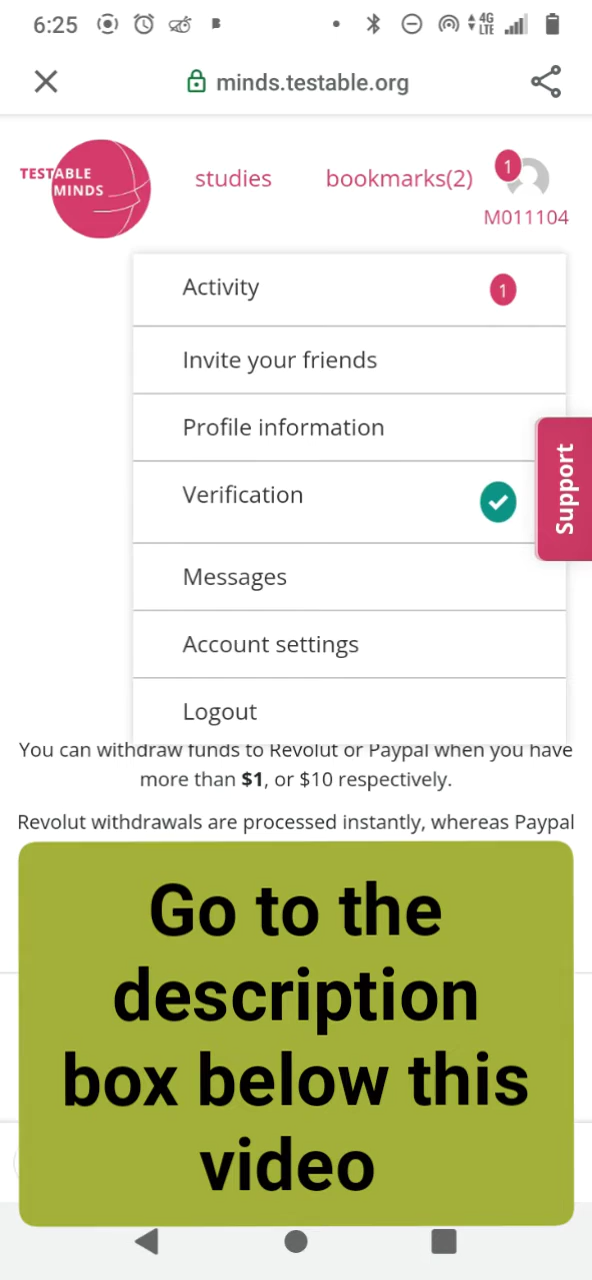 6:25
4G
LTE
minds.testable.org
TESTABLE
MINDS
studies
bookmarks(2)
1
M011104
Activity
1
Invite your friends
Profile information
Verification
Support
Messages
Account settings
Logout
You can withdraw funds to Revolut or Paypal when you have
more than $1, or $10 respectively.
Revolut withdrawals are processed instantly, whereas Paypal
Go to the
description
box below this
video